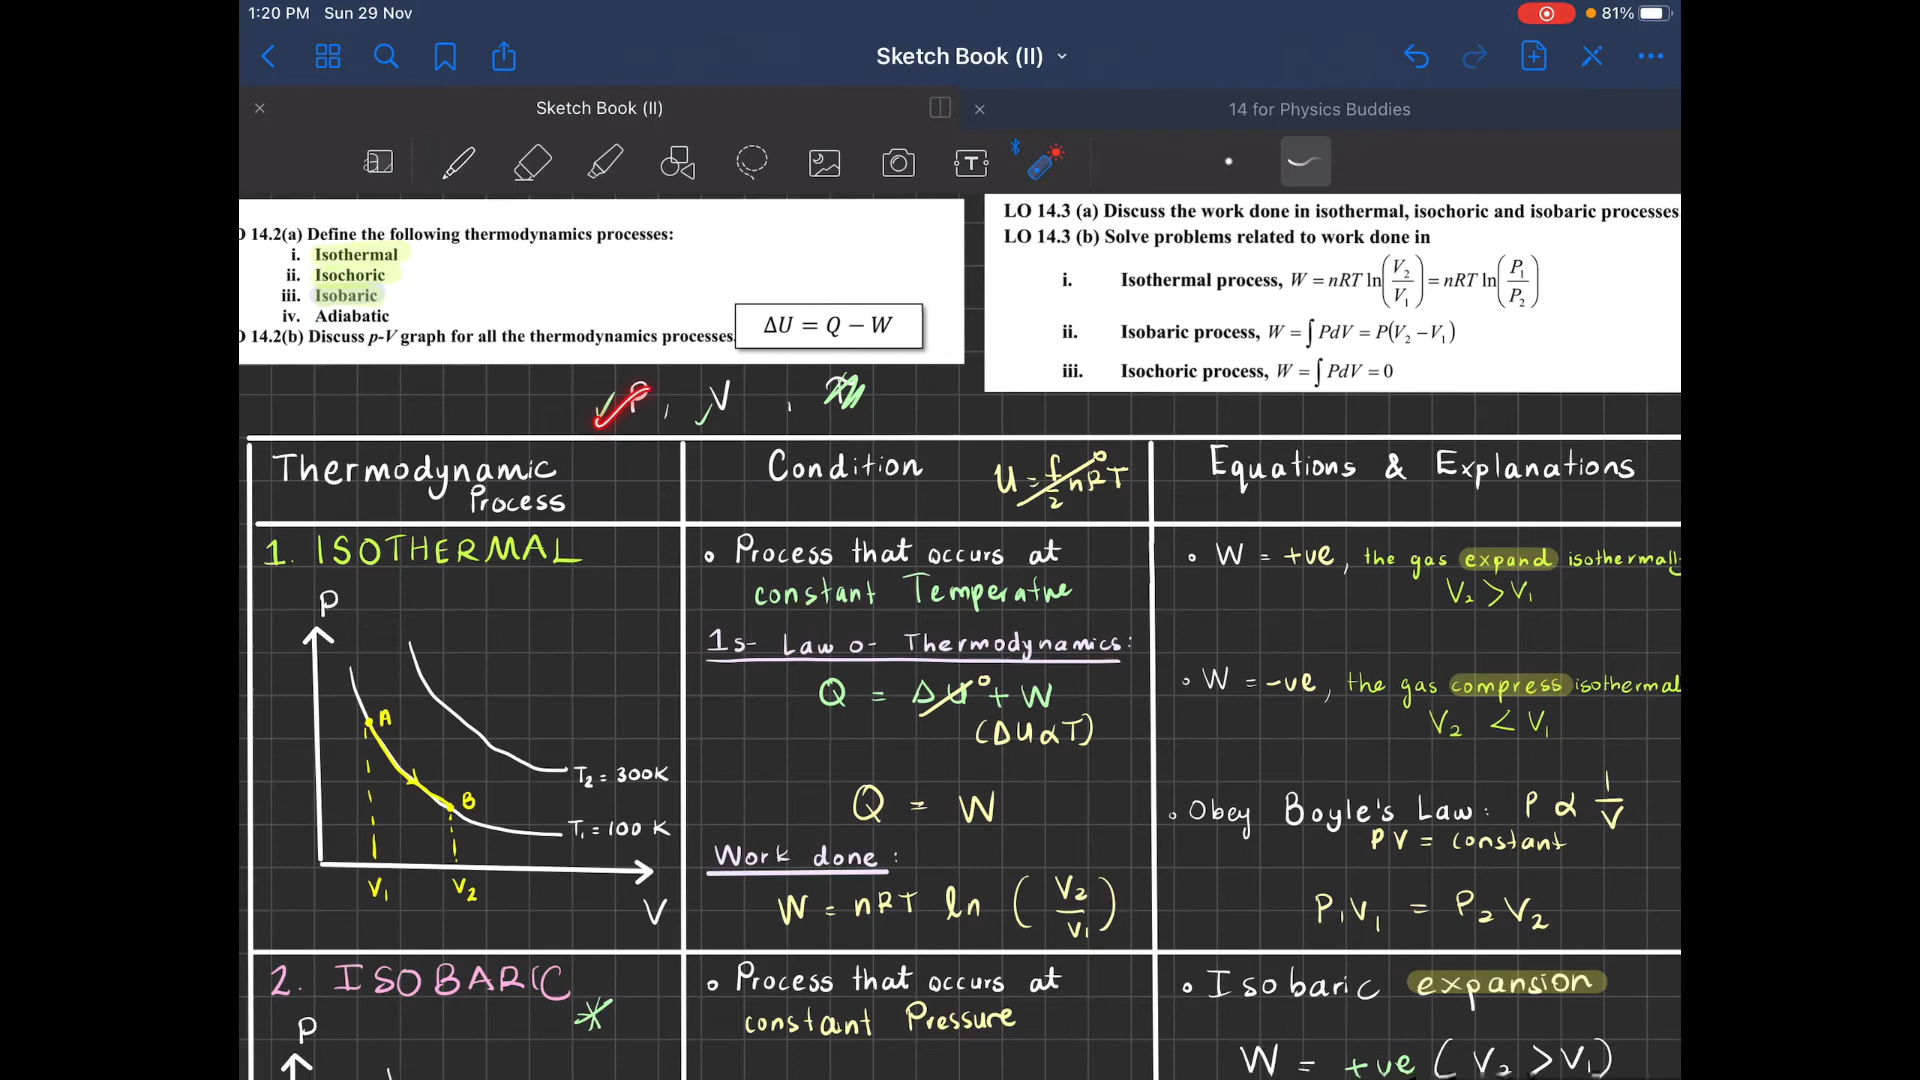 1:20 PM Sun 29 Nov
81%
Sketch Book (II)
Sketch Book (II)
14 for Physics Buddies
14.2(a) Define the following thermodynamics processes:
i. Isothermal
ii. Isochoric
iii. Isobaric
iv. Adiabatic
14.2(b) Discuss p-V graph for all the thermodynamics processes.
ΔU = Q − W
LO 14.3 (a) Discuss the work done in isothermal, isochoric and isobaric processes
LO 14.3 (b) Solve problems related to work done in
i. Isothermal process, W = nRT ln(V₂/V₁) = nRT ln(P₁/P₂)
ii. Isobaric process, W = ∫ PdV = P(V₂ − V₁)
iii. Isochoric process, W = ∫ PdV = 0
✓P, ✓V ,
Thermodynamic
Process
Condition
U = f/2 nRT 0
Equations & Explanations
1. ISOTHERMAL
P
A
B
T₂ = 300K
T₁ = 100 K
V₁
V₂
V
• Process that occurs at
constant Temperature
1s- Law o- Thermodynamics:
Q = ΔU⁰ + W
(ΔU α T)
Q = W
Work done :
W = nRT ln (V₂/V₁)
• W = +ve, the gas expand isothermall
V₂ > V₁
• W = -ve, the gas compress isothermal
V₂ < V₁
• Obey Boyle's Law: P α 1/V
PV = constant
P₁V₁ = P₂V₂
2. ISOBARIC
P
• Process that occurs at
constant Pressure
• Isobaric expansion
W = +ve (V₂ > V₁)